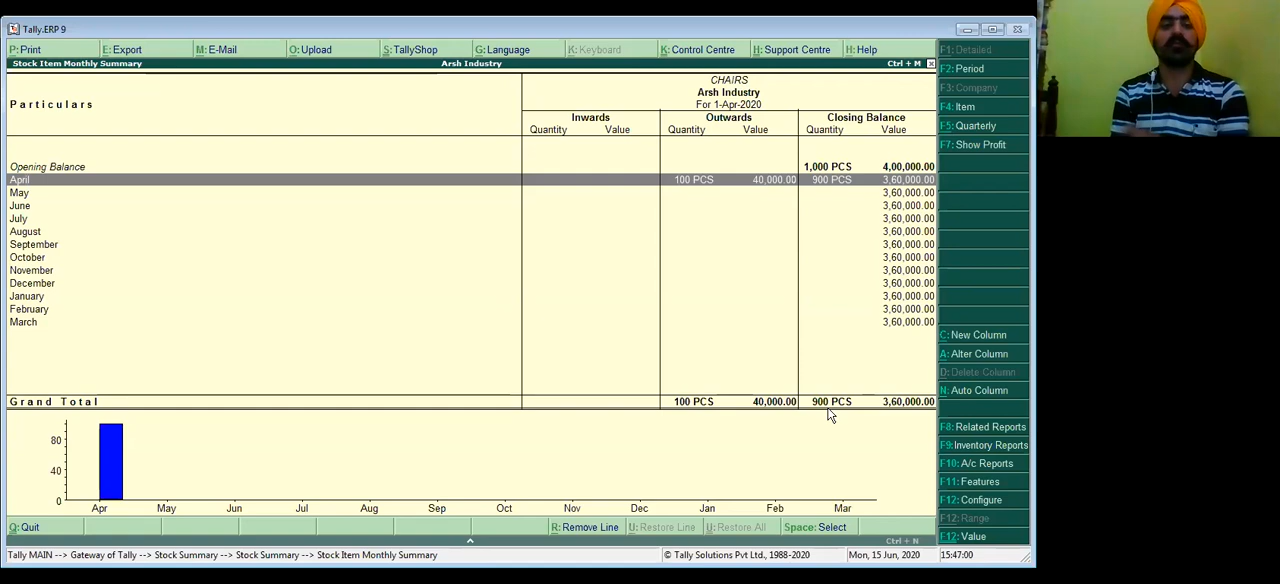 Tally.ERP 9
P: Print E: Export M: E-Mail O: Upload S: TallyShop G: Language K: Keyboard K: Control Centre H: Support Centre H: Help
Stock Item Monthly Summary Arsh Industry Ctrl + M
Particulars
CHAIRS
Arsh Industry
For 1-Apr-2020
Inwards Outwards Closing Balance
Quantity Value Quantity Value Quantity Value
Opening Balance 1,000 PCS 4,00,000.00
April 100 PCS 40,000.00 900 PCS 3,60,000.00
May 3,60,000.00
June 3,60,000.00
July 3,60,000.00
August 3,60,000.00
September 3,60,000.00
October 3,60,000.00
November 3,60,000.00
December 3,60,000.00
January 3,60,000.00
February 3,60,000.00
March 3,60,000.00
Grand Total 100 PCS 40,000.00 900 PCS 3,60,000.00
80
40
0
Apr May Jun Jul Aug Sep Oct Nov Dec Jan Feb Mar
Q: Quit R: Remove Line U: Restore Line U: Restore All Space: Select
Ctrl + N
Tally MAIN --> Gateway of Tally --> Stock Summary --> Stock Summary --> Stock Item Monthly Summary © Tally Solutions Pvt Ltd., 1988-2020 Mon, 15 Jun, 2020 15:47:00
F1: Detailed
F2: Period
F3: Company
F4: Item
F5: Quarterly
F7: Show Profit
C: New Column
A: Alter Column
D: Delete Column
N: Auto Column
F8: Related Reports
F9: Inventory Reports
F10: A/c Reports
F11: Features
F12: Configure
F12: Range
F12: Value